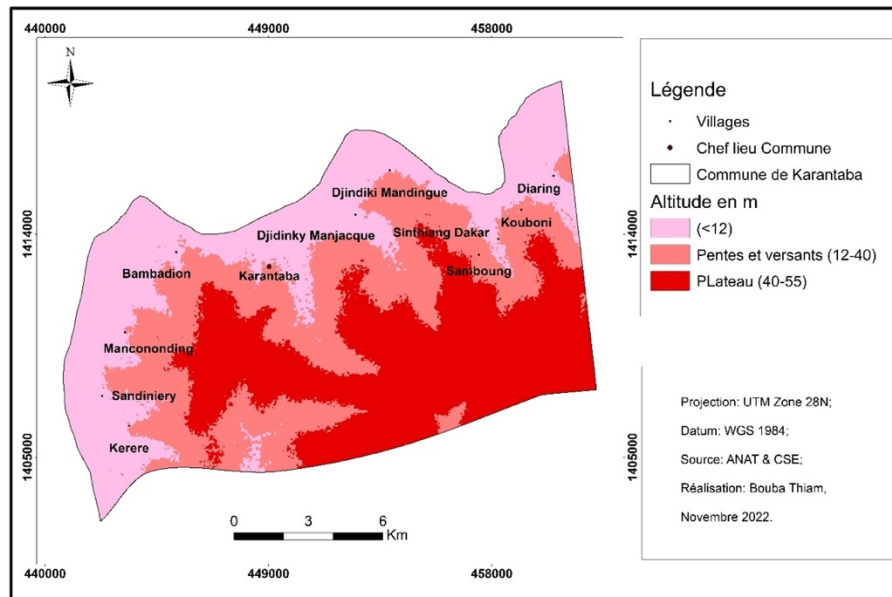 440000 449000 458000
N
Légende
Villages
Chef lieu Commune
Commune de Karantaba
Altitude en m
(<12)
Pentes et versants (12-40)
PLateau (40-55)
Diaring
Djindiki Mandingue
Kouboni
1414000 1414000
Djidinky Manjacque
Sinthiang Dakar
Bambadion
Karantaba
Samboung
Mancononding
Sandiniery
Kerere
1405000 1405000
Projection: UTM Zone 28N;
Datum: WGS 1984;
Source: ANAT & CSE;
Réalisation: Bouba Thiam,
Novembre 2022.
0 3 6
Km
440000 449000 458000